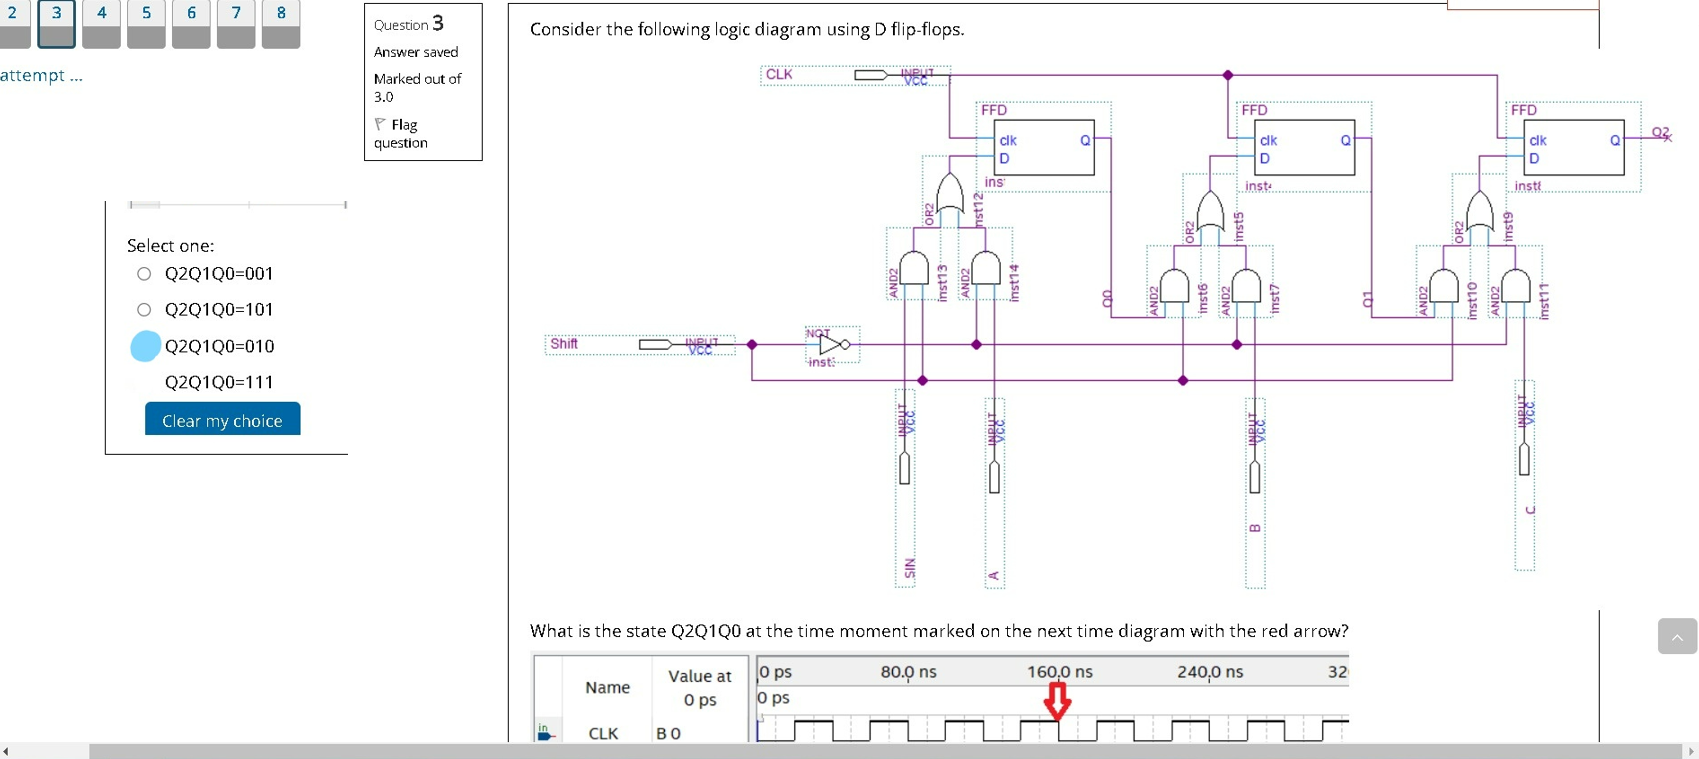 2 3 4 5 6 7 8
attempt ...
Question 3
Answer saved
Marked out of
3.0
Flag
question
Select one:
Q2Q1Q0=001
Q2Q1Q0=101
Q2Q1Q0=010
Q2Q1Q0=111
Clear my choice
Consider the following logic diagram using D flip-flops.
CLK INPUT VCC
FFD FFD FFD
clk Q clk Q clk Q Q2
D D D
OR2 inst5 OR2 inst9 OR2
AND2 inst13 AND2 inst14 Q0 AND2 inst6 AND2 inst7 Q1 AND2 inst10 AND2 inst11
Shift INPUT VCC NOT
INPUT VCC INPUT VCC INPUT VCC INPUT VCC
SIN A B C
What is the state Q2Q1Q0 at the time moment marked on the next time diagram with the red arrow?
Name Value at
0 ps
0 ps 80.0 ns 160.0 ns 240.0 ns 32
0 ps
in CLK B 0